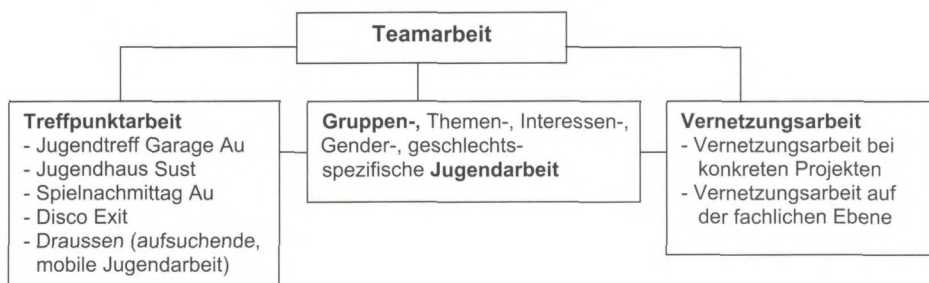 Teamarbeit
Treffpunktarbeit
- Jugendtreff Garage Au
- Jugendhaus Sust
- Spielnachmittag Au
- Disco Exit
- Draussen (aufsuchende,
mobile Jugendarbeit)
Gruppen-, Themen-, Interessen-,
Gender-, geschlechts-
spezifische Jugendarbeit
Vernetzungsarbeit
- Vernetzungsarbeit bei
konkreten Projekten
- Vernetzungsarbeit auf
der fachlichen Ebene